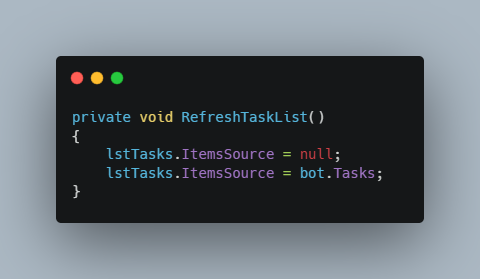 private void RefreshTaskList()
{
    lstTasks.ItemsSource = null;
    lstTasks.ItemsSource = bot.Tasks;
}